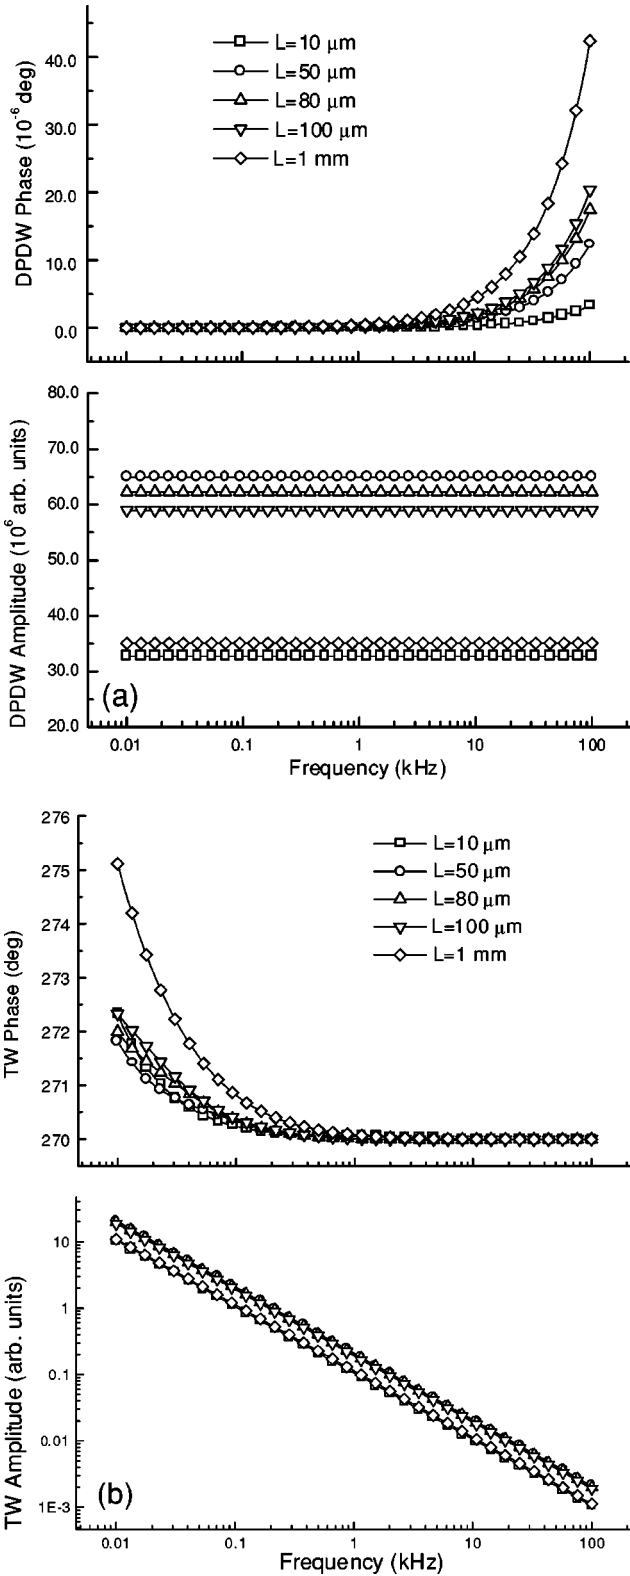 DPDW Phase (10⁻⁶ deg)
40.0
30.0
20.0
10.0
0.0
L=10 µm
L=50 µm
L=80 µm
L=100 µm
L=1 mm
DPDW Amplitude (10⁶ arb. units)
80.0
70.0
60.0
50.0
40.0
30.0
20.0
(a)
0.01 0.1 1 10 100
Frequency (kHz)
TW Phase (deg)
276
275
274
273
272
271
270
L=10 µm
L=50 µm
L=80 µm
L=100 µm
L=1 mm
TW Amplitude (arb. units)
10
1
0.1
0.01
1E-3
(b)
0.01 0.1 1 10 100
Frequency (kHz)